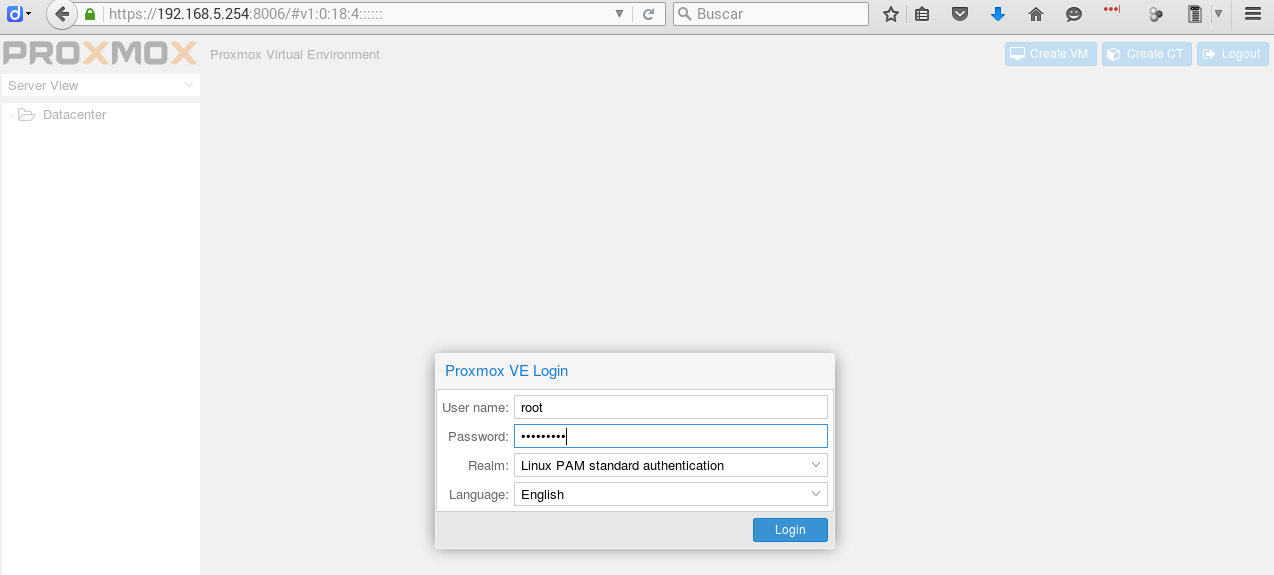 https://192.168.5.254:8006/#v1:0:18:4::::::
Buscar
PROXMOX Proxmox Virtual Environment Create VM Create CT Logout
Server View
Datacenter
Proxmox VE Login
User name: root
Password: •••••••••
Realm: Linux PAM standard authentication
Language: English
Login